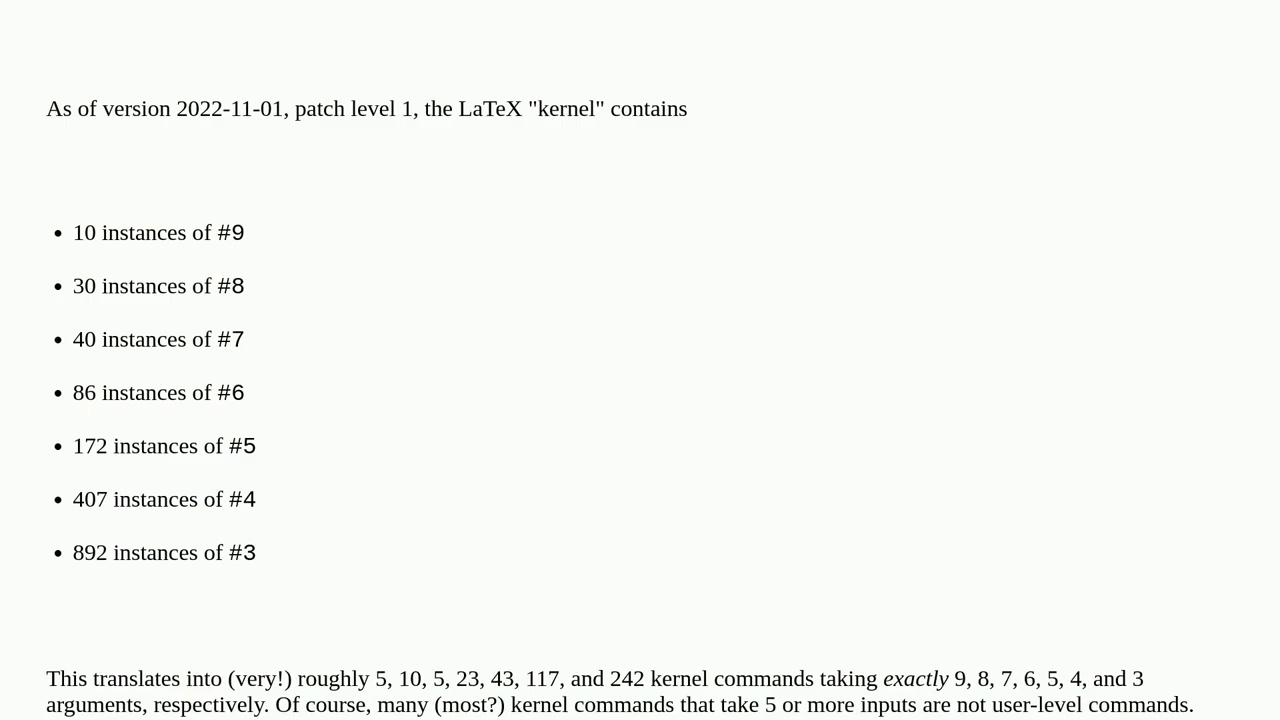 As of version 2022-11-01, patch level 1, the LaTeX "kernel" contains
• 10 instances of #9
• 30 instances of #8
• 40 instances of #7
• 86 instances of #6
• 172 instances of #5
• 407 instances of #4
• 892 instances of #3
This translates into (very!) roughly 5, 10, 5, 23, 43, 117, and 242 kernel commands taking exactly 9, 8, 7, 6, 5, 4, and 3
arguments, respectively. Of course, many (most?) kernel commands that take 5 or more inputs are not user-level commands.